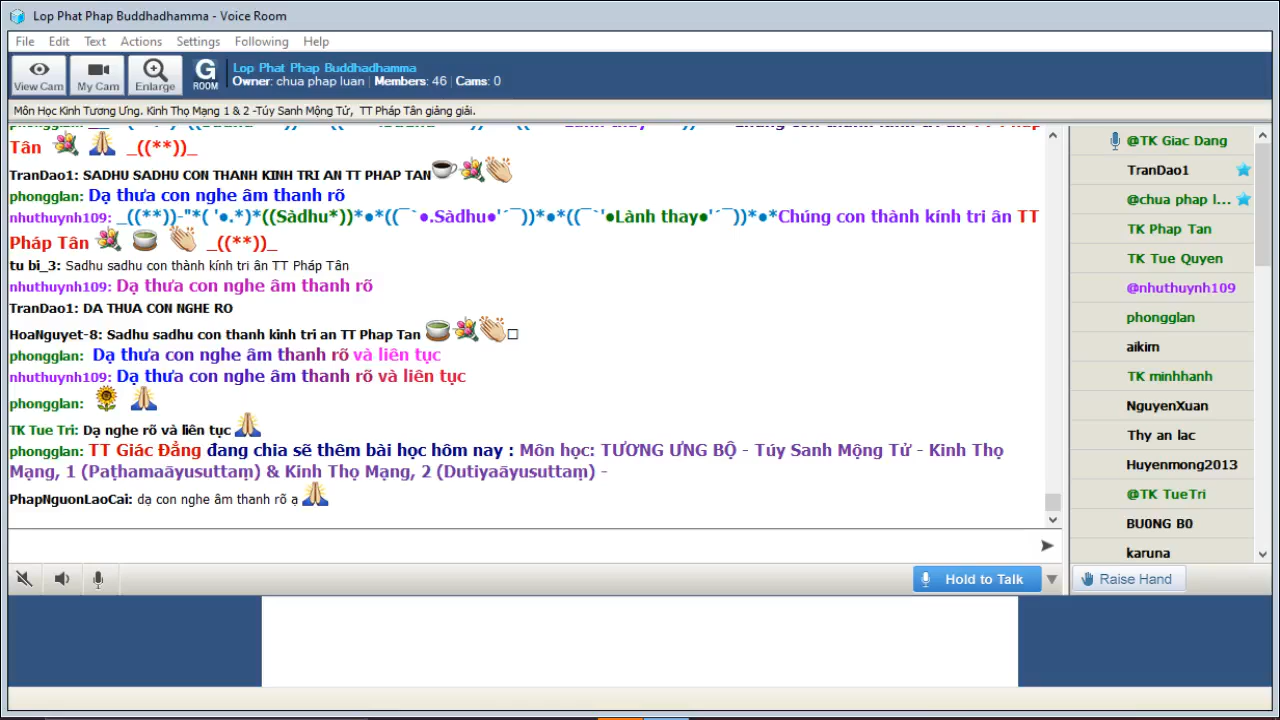 Lop Phat Phap Buddhadhamma - Voice Room
File Edit Text Actions Settings Following Help
View Cam My Cam Enlarge G ROOM
Lop Phat Phap Buddhadhamma
Owner: chua phap luan | Members: 46 | Cams: 0
Môn Học Kinh Tương Ưng. Kinh Thọ Mạng 1 & 2 -Túy Sanh Mộng Tử, TT Pháp Tân giảng giải.
Tân _((**))_
TranDao1: SADHU SADHU CON THANH KINH TRI AN TT PHAP TAN
phongglan: Dạ thưa con nghe âm thanh rõ
nhuthuynh109: _((**))-"*( '●.*)*((Sàdhu*))*●*((¯`●.Sàdhu●'´¯))*●*((¯`'●Lành thay●'´¯))*●*Chúng con thành kính tri ân TT
Pháp Tân _((**))_
tu bi_3: Sadhu sadhu con thành kính tri ân TT Pháp Tân
nhuthuynh109: Dạ thưa con nghe âm thanh rõ
TranDao1: DA THUA CON NGHE RO
HoaNguyet-8: Sadhu sadhu con thanh kinh tri an TT Phap Tan
phongglan: Dạ thưa con nghe âm thanh rõ và liên tục
nhuthuynh109: Dạ thưa con nghe âm thanh rõ và liên tục
phongglan:
TK Tue Tri: Dạ nghe rõ và liên tục
phongglan: TT Giác Đẳng đang chia sẽ thêm bài học hôm nay : Môn học: TƯƠNG ƯNG BỘ - Túy Sanh Mộng Tử - Kinh Thọ
Mạng, 1 (Paṭhamaāyusuttaṃ) & Kinh Thọ Mạng, 2 (Dutiyaāyusuttaṃ) -
PhapNguonLaoCai: dạ con nghe âm thanh rõ ạ
@TK Giac Dang
TranDao1
@chua phap l...
TK Phap Tan
TK Tue Quyen
@nhuthuynh109
phongglan
aikim
TK minhhanh
NguyenXuan
Thy an lac
Huyenmong2013
@TK TueTri
BU0NG B0
karuna
Hold to Talk
Raise Hand